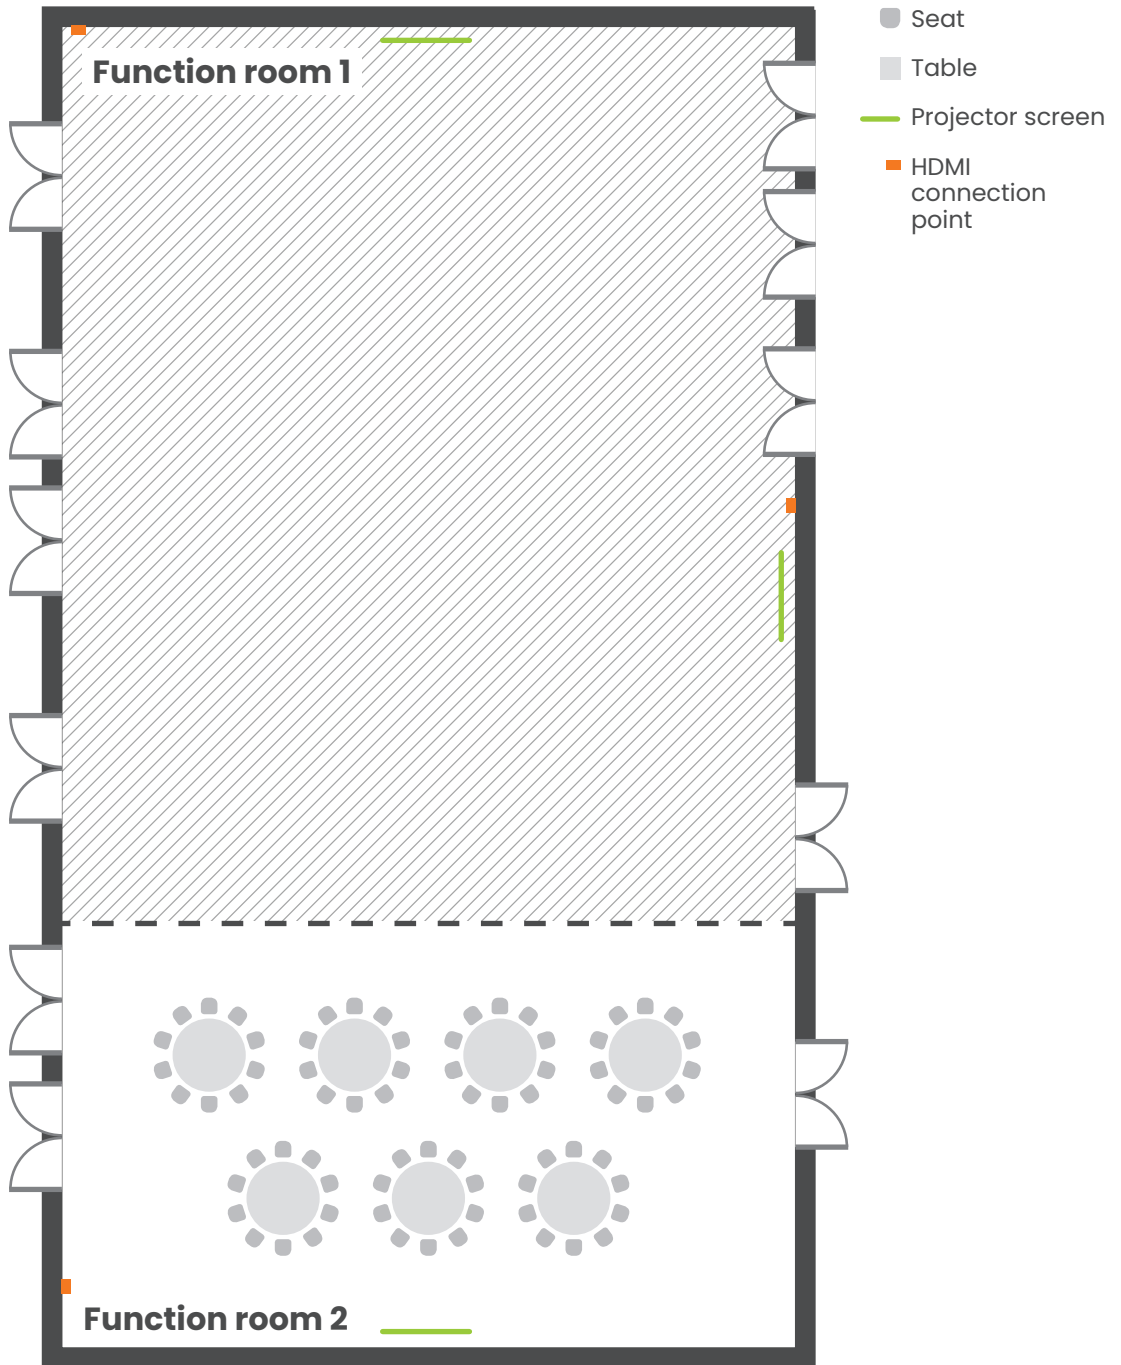 Function room 1
Seat
Table
Projector screen
HDMI
connection
point
Function room 2